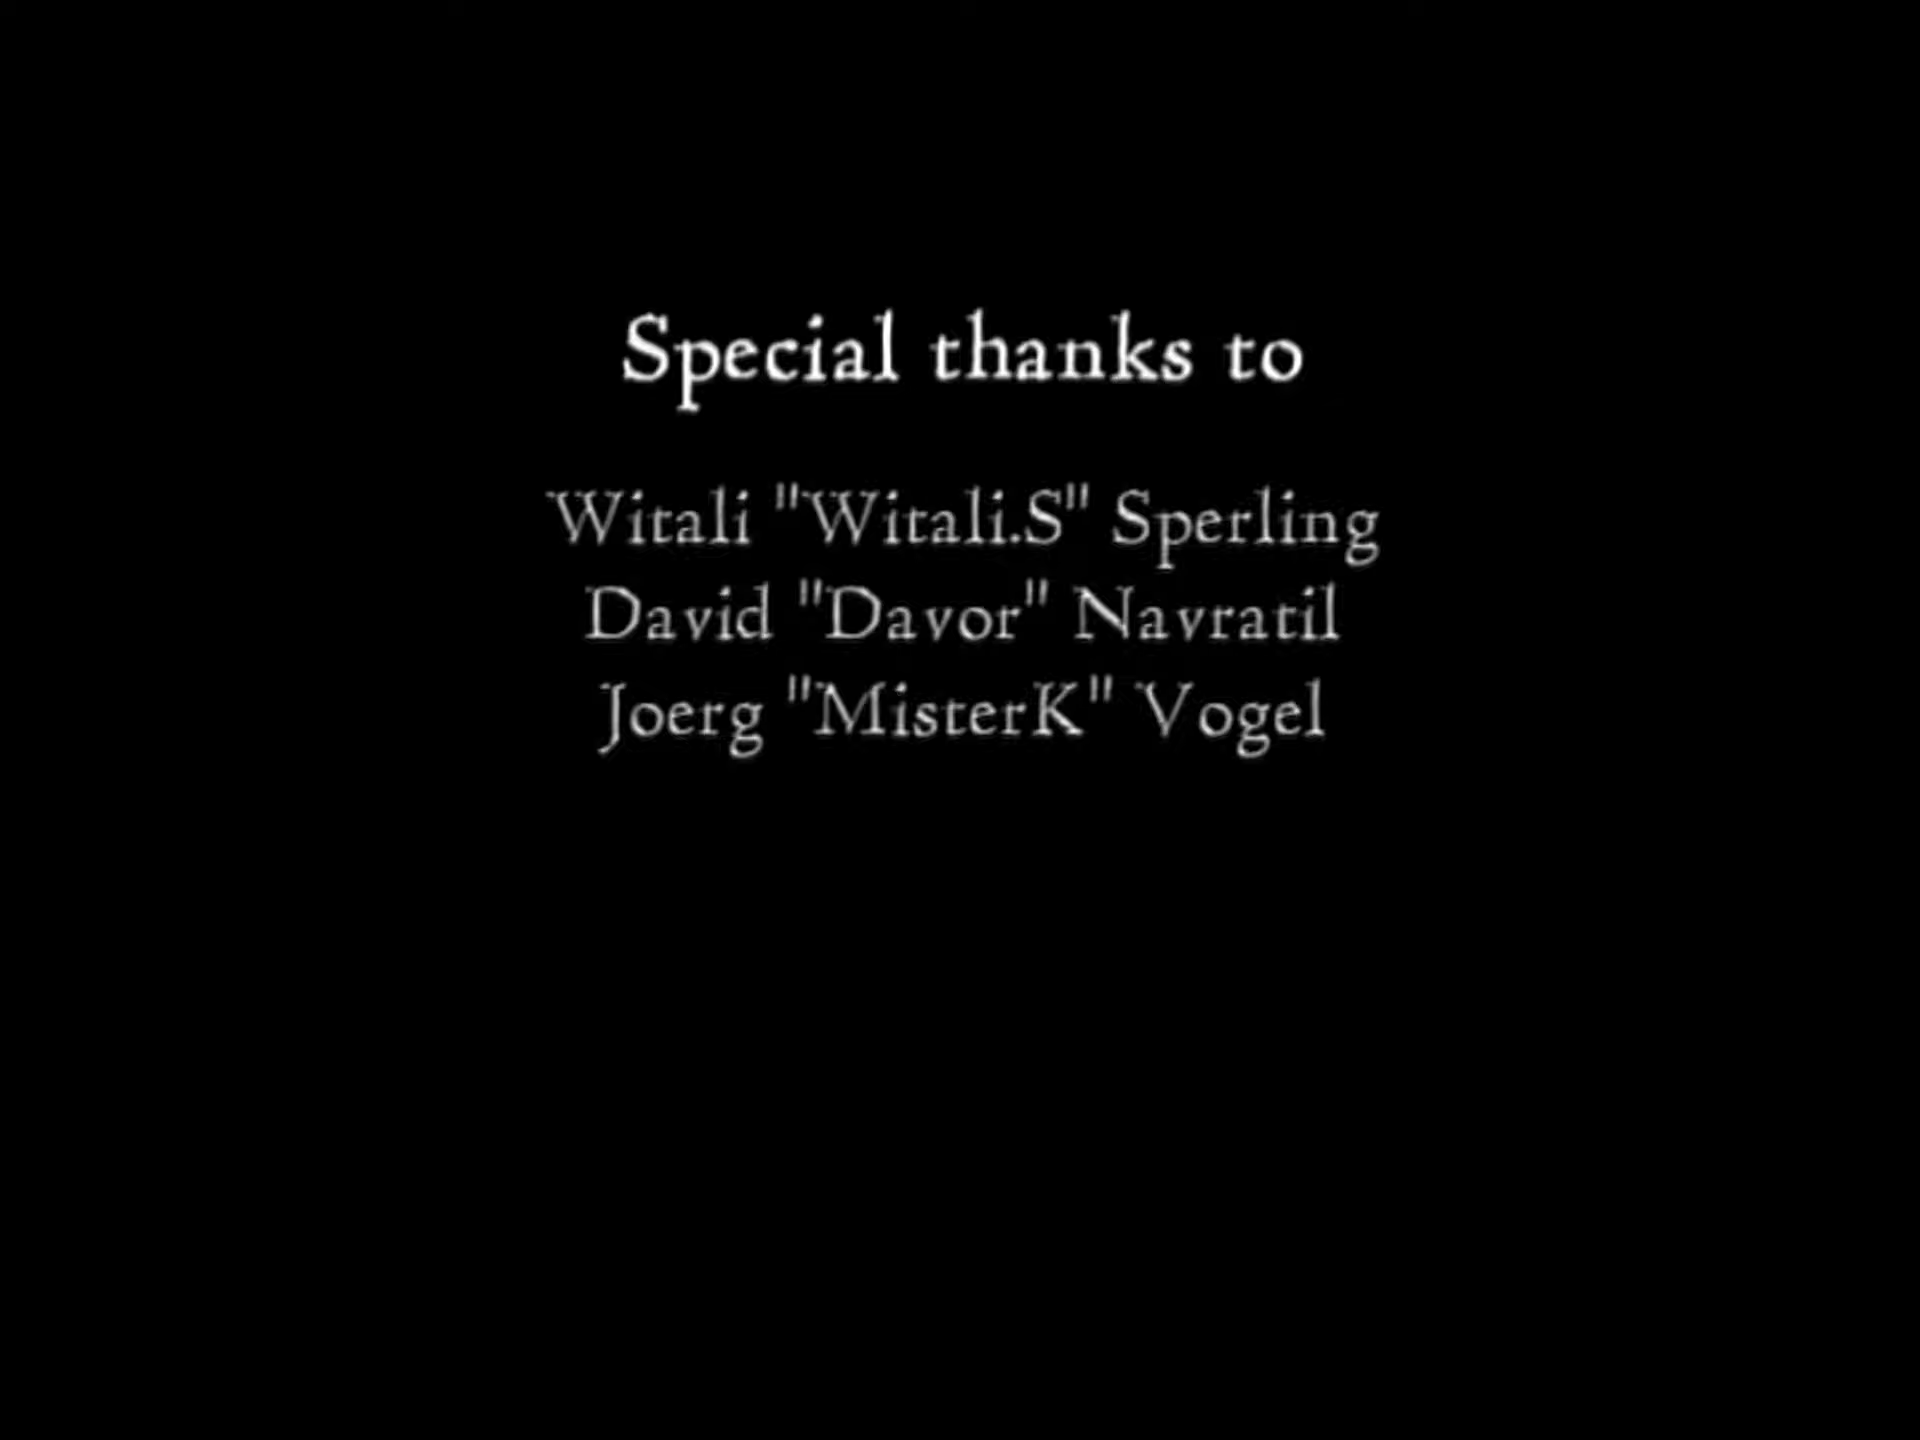 Special thanks to
Witali "Witali.S" Sperling
David "Davor" Navratil
Joerg "MisterK" Vogel